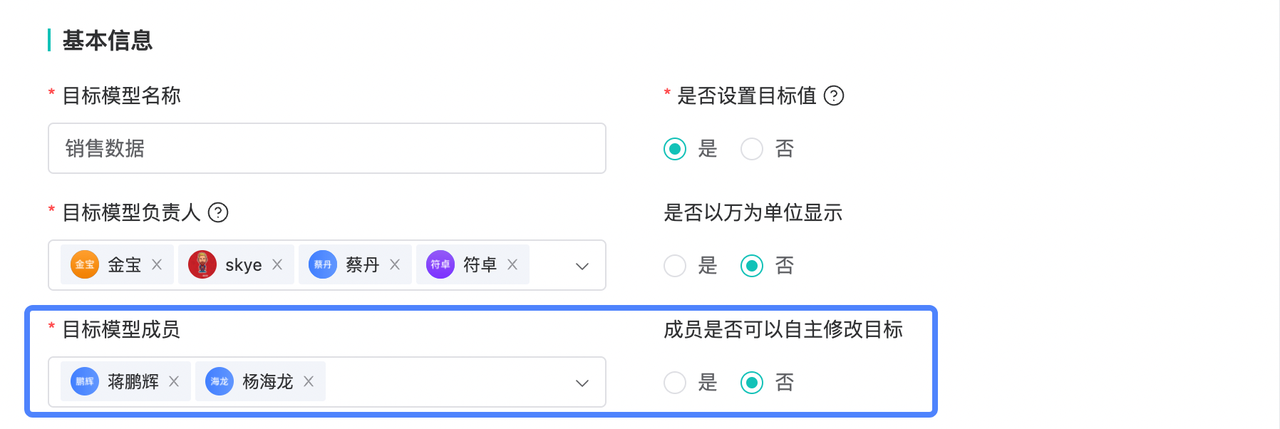 基本信息
* 目标模型名称
* 是否设置目标值 ?
销售数据
是 否
* 目标模型负责人 ?
是否以万为单位显示
金宝 金宝 × skye × 蔡丹 蔡丹 × 符卓 符卓 ×
是 否
* 目标模型成员
成员是否可以自主修改目标
鹏辉 蒋鹏辉 × 海龙 杨海龙 ×
是 否